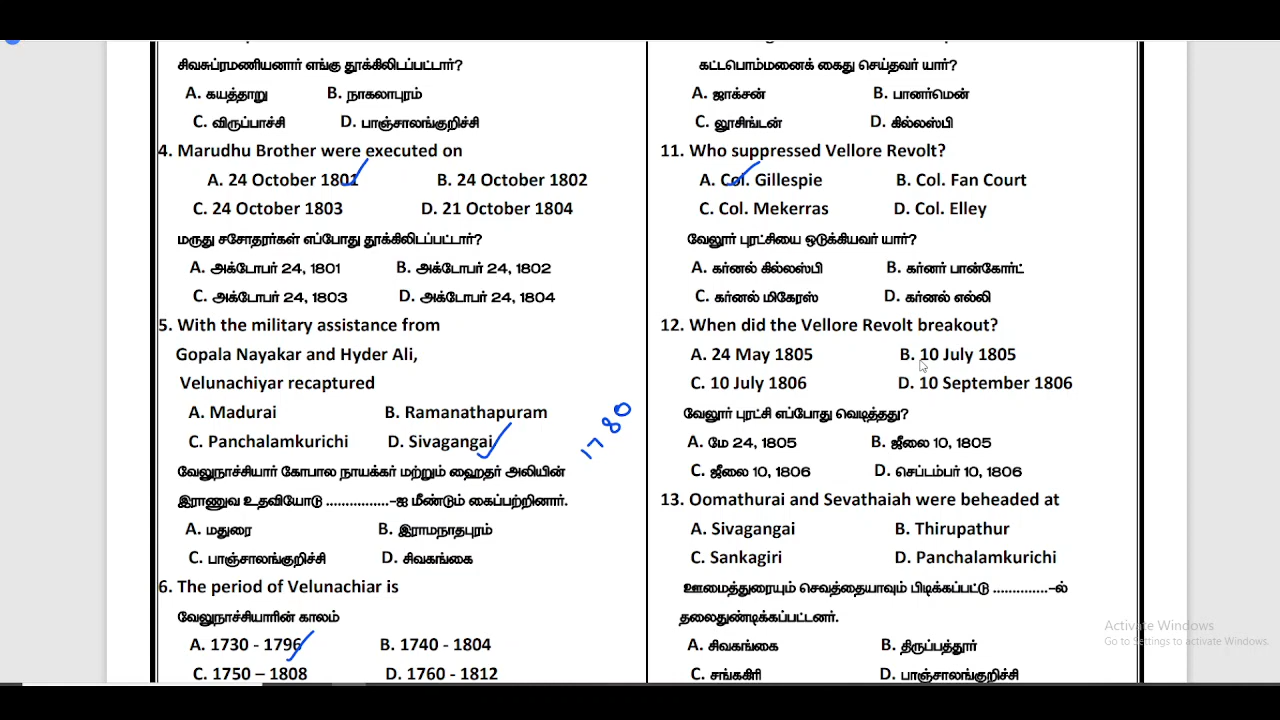 சிவசுப்ரமணியனார் எங்கு தூக்கிலிடப்பட்டார்?
A. கயத்தாறு B. நாகலாபுரம்
C. விருப்பாச்சி D. பாஞ்சாலங்குறிச்சி
4. Marudhu Brother were executed on
A. 24 October 1801 B. 24 October 1802
C. 24 October 1803 D. 21 October 1804
மருது சசோதரர்கள் எப்போது தூக்கிலிடப்பட்டார்?
A. அக்டோபர் 24, 1801 B. அக்டோபர் 24, 1802
C. அக்டோபர் 24, 1803 D. அக்டோபர் 24, 1804
5. With the military assistance from
Gopala Nayakar and Hyder Ali,
Velunachiyar recaptured
A. Madurai B. Ramanathapuram
C. Panchalamkurichi D. Sivagangai
1780
வேலுநாச்சியார் கோபால நாயக்கர் மற்றும் ஹைதர் அலியின்
இராணுவ உதவியோடு ................-ஐ மீண்டும் கைப்பற்றினார்.
A. மதுரை B. இராமநாதபுரம்
C. பாஞ்சாலங்குறிச்சி D. சிவகங்கை
6. The period of Velunachiar is
வேலுநாச்சியாரின் காலம்
A. 1730 - 1796 B. 1740 - 1804
C. 1750 – 1808 D. 1760 - 1812
கட்டபொம்மனைக் கைது செய்தவர் யார்?
A. ஜாக்சன் B. பானர்மென்
C. லூசிங்டன் D. கில்லஸ்பி
11. Who suppressed Vellore Revolt?
A. Col. Gillespie B. Col. Fan Court
C. Col. Mekerras D. Col. Elley
வேலூர் புரட்சியை ஒடுக்கியவர் யார்?
A. கர்னல் கில்லஸ்பி B. கர்னர் பான்கோர்ட்
C. கர்னல் மிகேரஸ் D. கர்னல் எல்லி
12. When did the Vellore Revolt breakout?
A. 24 May 1805 B. 10 July 1805
C. 10 July 1806 D. 10 September 1806
வேலூர் புரட்சி எப்போது வெடித்தது?
A. மே 24, 1805 B. ஜீலை 10, 1805
C. ஜீலை 10, 1806 D. செப்டம்பர் 10, 1806
13. Oomathurai and Sevathaiah were beheaded at
A. Sivagangai B. Thirupathur
C. Sankagiri D. Panchalamkurichi
ஊமைத்துரையும் செவத்தையாவும் பிடிக்கப்பட்டு ..............-ல்
தலைதுண்டிக்கப்பட்டனர்.
A. சிவகங்கை B. திருப்பத்தூர்
C. சங்ககிரி D. பாஞ்சாலங்குறிச்சி
Activate Windows
Go to Settings to activate Windows.